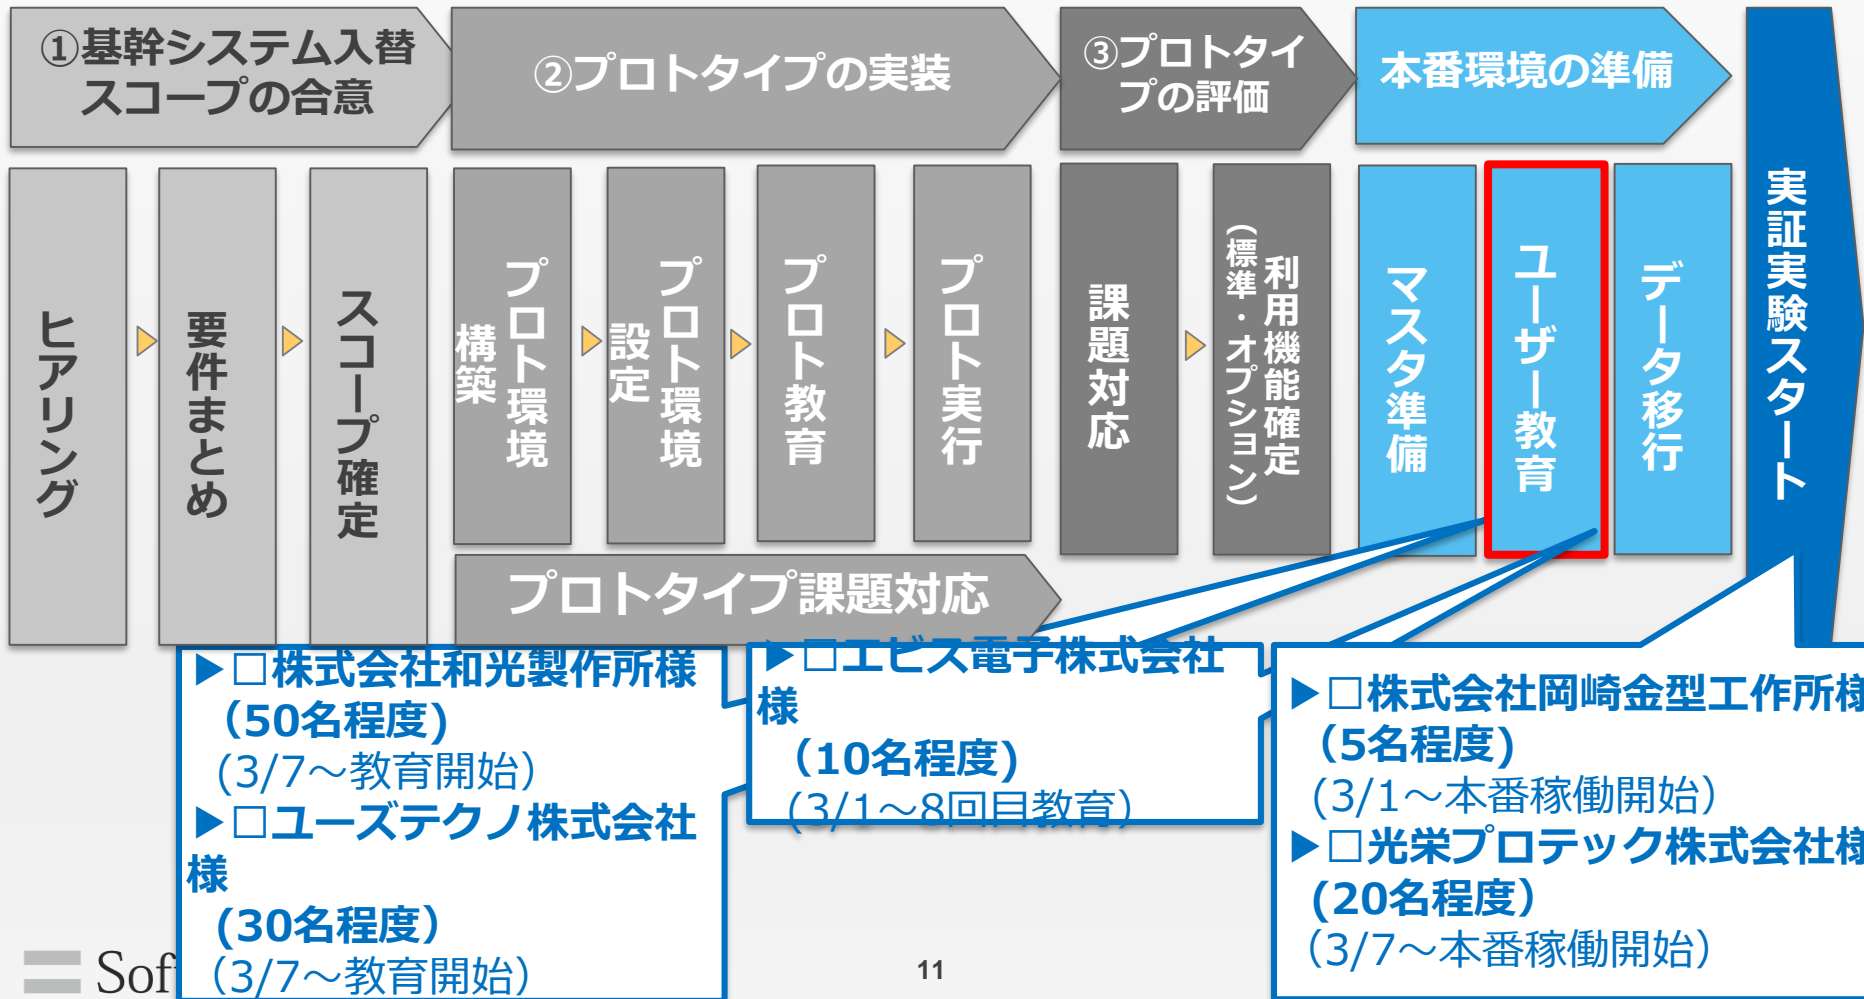 ①基幹システム入替
スコープの合意
②プロトタイプの実装
③プロトタイ
プの評価
本番環境の準備
実証実験スタート
ヒアリング
要件まとめ
スコープ確定
プロト環境
構築
プロト環境
設定
プロト教育
プロト実行
課題対応
利用機能確定
（標準・オプション）
マスタ準備
ユーザー教育
データ移行
プロトタイプ課題対応
▶□株式会社和光製作所様
（50名程度)
(3/7～教育開始）
▶□ユーズテクノ株式会社
様
(30名程度）
（3/7～教育開始）
▶□エビス電子株式会社
様
（10名程度)
（3/1～8回目教育）
▶□株式会社岡崎金型工作所様
（5名程度)
(3/1～本番稼働開始）
▶□光栄プロテック株式会社様
(20名程度）
（3/7～本番稼働開始）
Sof
11